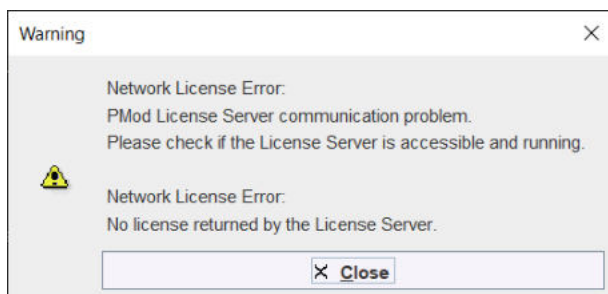 Warning
Network License Error:
PMod License Server communication problem.
Please check if the License Server is accessible and running.
Network License Error:
No license returned by the License Server.
Close